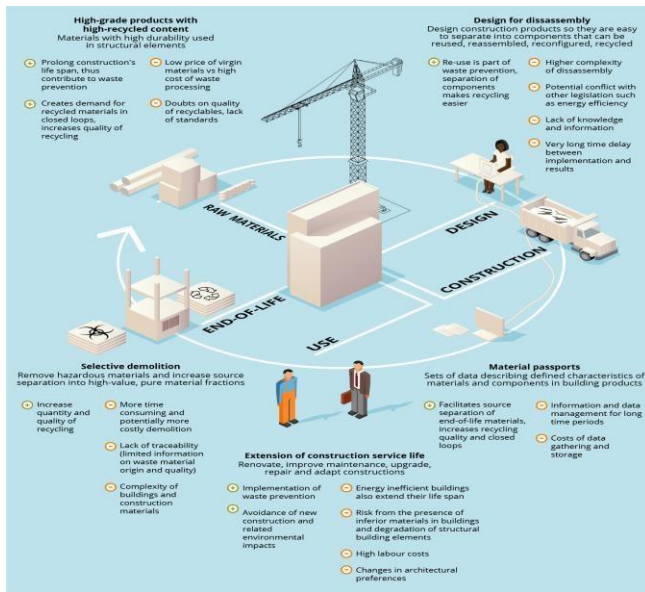 High-grade products with
high-recycled content
Materials with high durability used
in structural elements
Prolong construction's
life span, thus
contribute to waste
prevention
Creates demand for
recycled materials in
closed loops,
increases quality of
recycling
Low price of virgin
materials vs high
cost of waste
processing
Doubts on quality
of recyclables, lack
of standards
Design for disassembly
Design construction products so they are easy
to separate into components that can be
reused, reassembled, reconfigured, recycled
Re-use is part of
waste prevention,
separation of
components
makes recycling
easier
Higher complexity
of disassembly
Potential conflict with
other legislation such
as energy efficiency
Lack of knowledge
and information
Very long time delay
between
implementation and
results
RAW MATERIALS
DESIGN
CONSTRUCTION
END-OF-LIFE
USE
Selective demolition
Remove hazardous materials and increase source
separation into high-value, pure material fractions
Increase
quantity and
quality of
recycling
More time
consuming and
potentially more
costly demolition
Lack of traceability
(limited information
on waste material
origin and quality)
Complexity of
buildings and
construction
materials
Material passports
Sets of data describing defined characteristics of
materials and components in building products
Facilitates source
separation of
end-of-life materials,
increases recycling
quality and closed
loops
Information and data
management for long
time periods
Costs of data
gathering and
storage
Extension of construction service life
Renovate, improve maintenance, upgrade,
repair and adapt constructions
Implementation of
waste prevention
Avoidance of new
construction and
related
environmental
impacts
Energy inefficient buildings
also extend their life span
Risk from the presence of
inferior materials in buildings
and degradation of structural
building elements
High labour costs
Changes in architectural
preferences